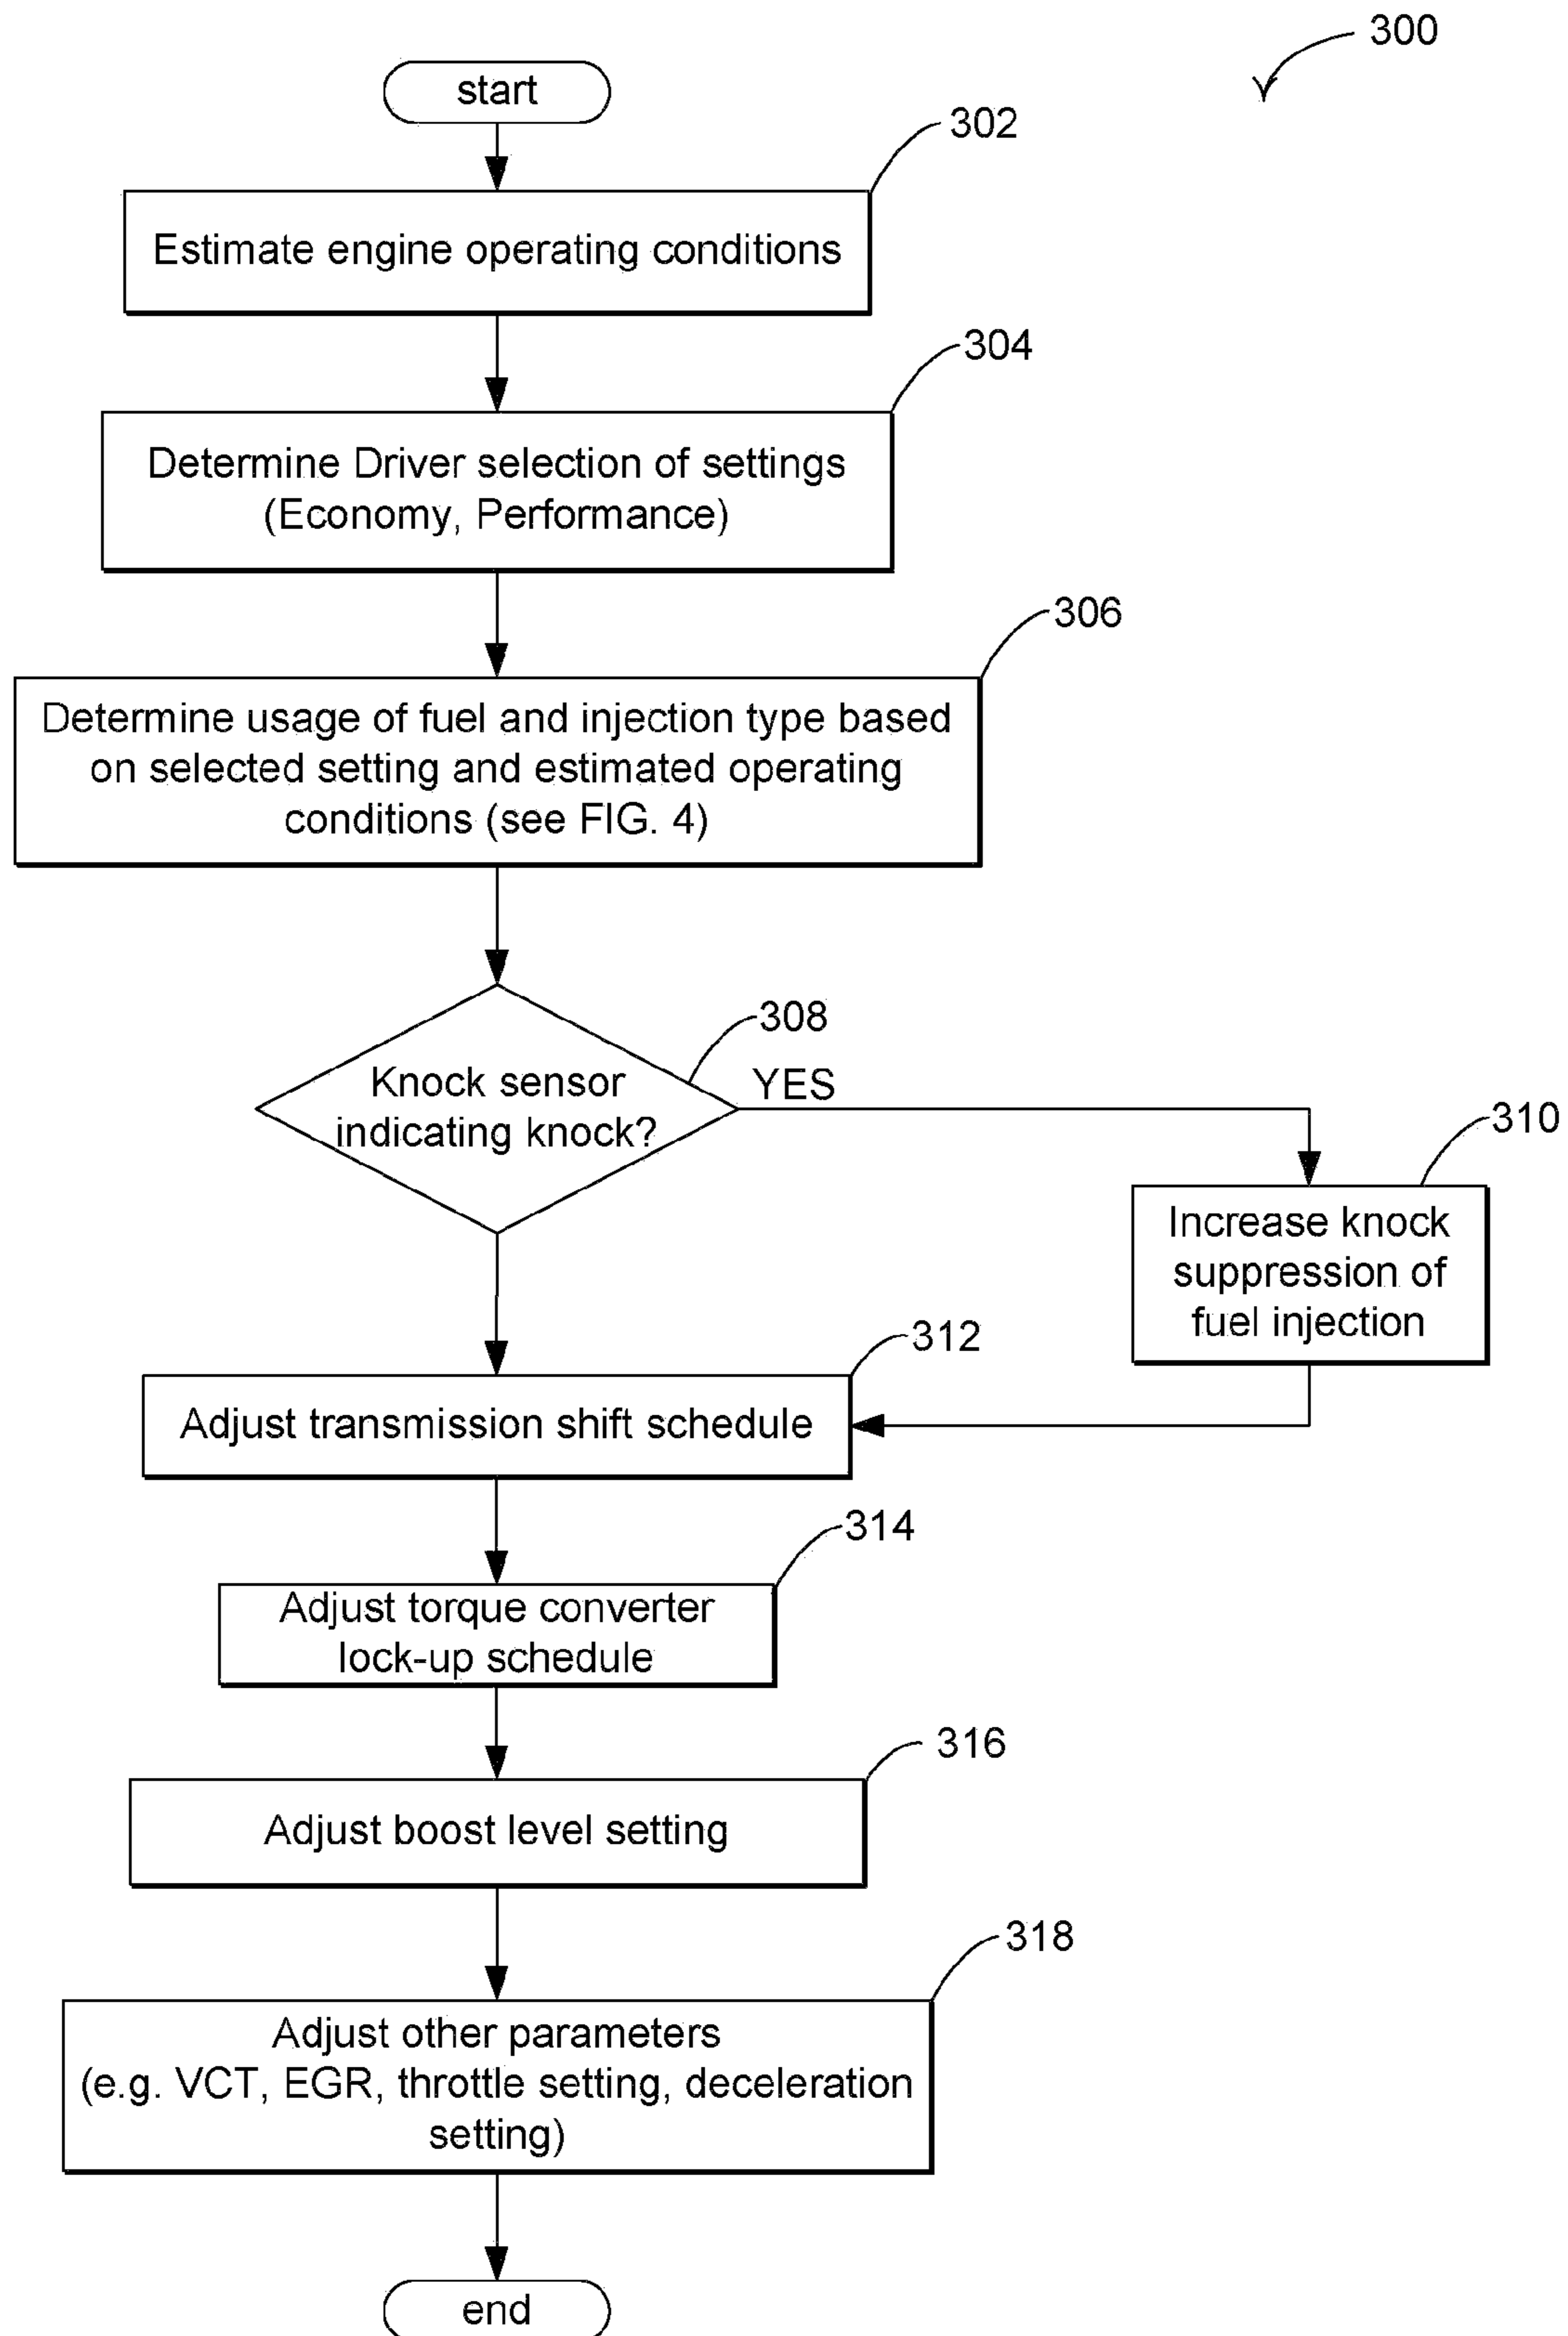 300
start
302
Estimate engine operating conditions
304
Determine Driver selection of settings
(Economy, Performance)
306
Determine usage of fuel and injection type based
on selected setting and estimated operating
conditions (see FIG. 4)
308
Knock sensor
indicating knock?
YES
310
Increase knock
suppression of
fuel injection
312
Adjust transmission shift schedule
314
Adjust torque converter
lock-up schedule
316
Adjust boost level setting
318
Adjust other parameters
(e.g. VCT, EGR, throttle setting, deceleration
setting)
end